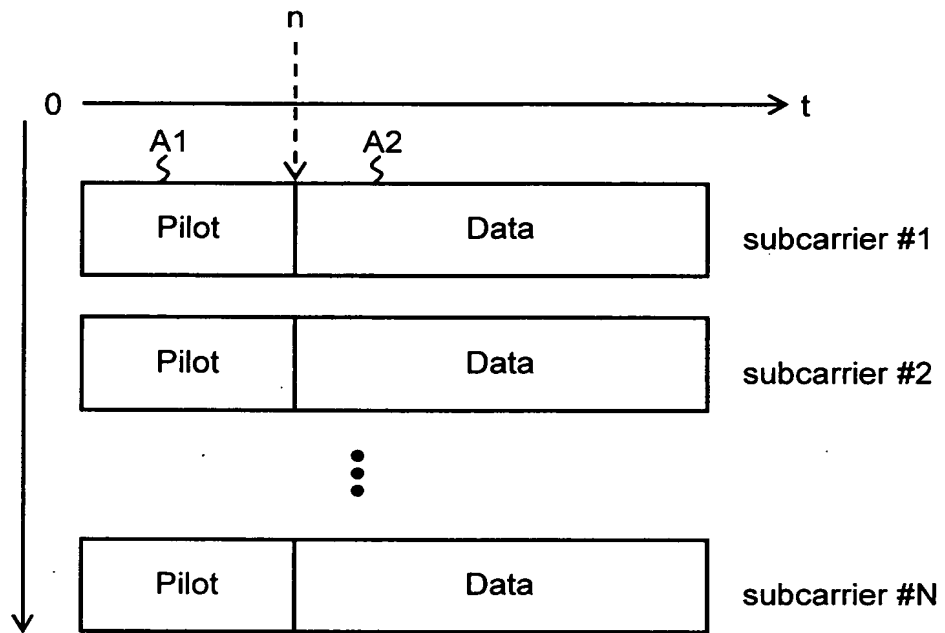 n
0 t
A1 A2
Pilot Data subcarrier #1
Pilot Data subcarrier #2
Pilot Data subcarrier #N